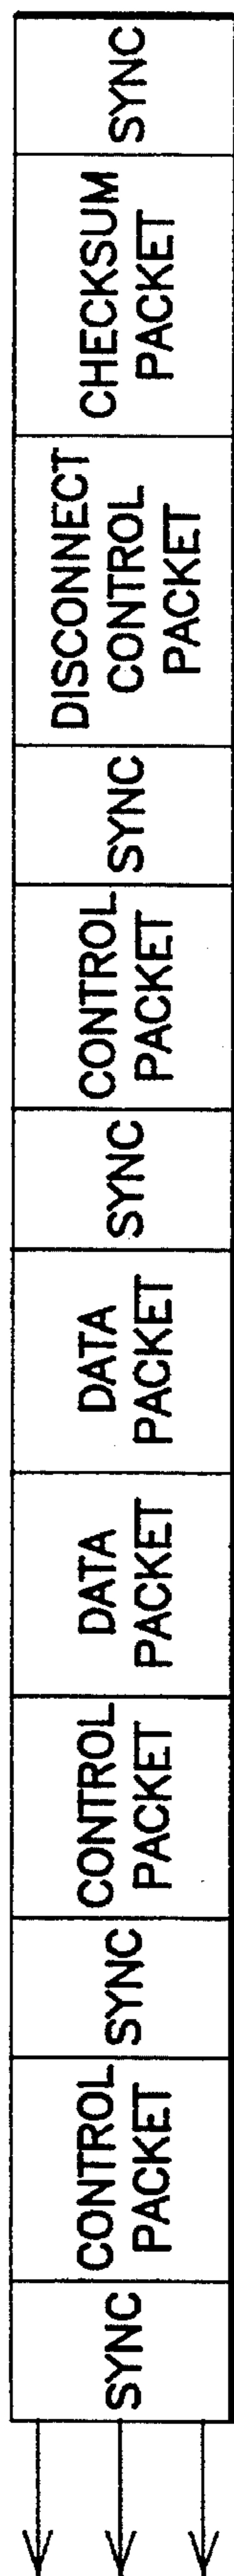 SYNC
CONTROL
PACKET
SYNC
CONTROL
PACKET
DATA
PACKET
DATA
PACKET
SYNC
CONTROL
PACKET
SYNC
DISCONNECT
CONTROL
PACKET
CHECKSUM
PACKET
SYNC